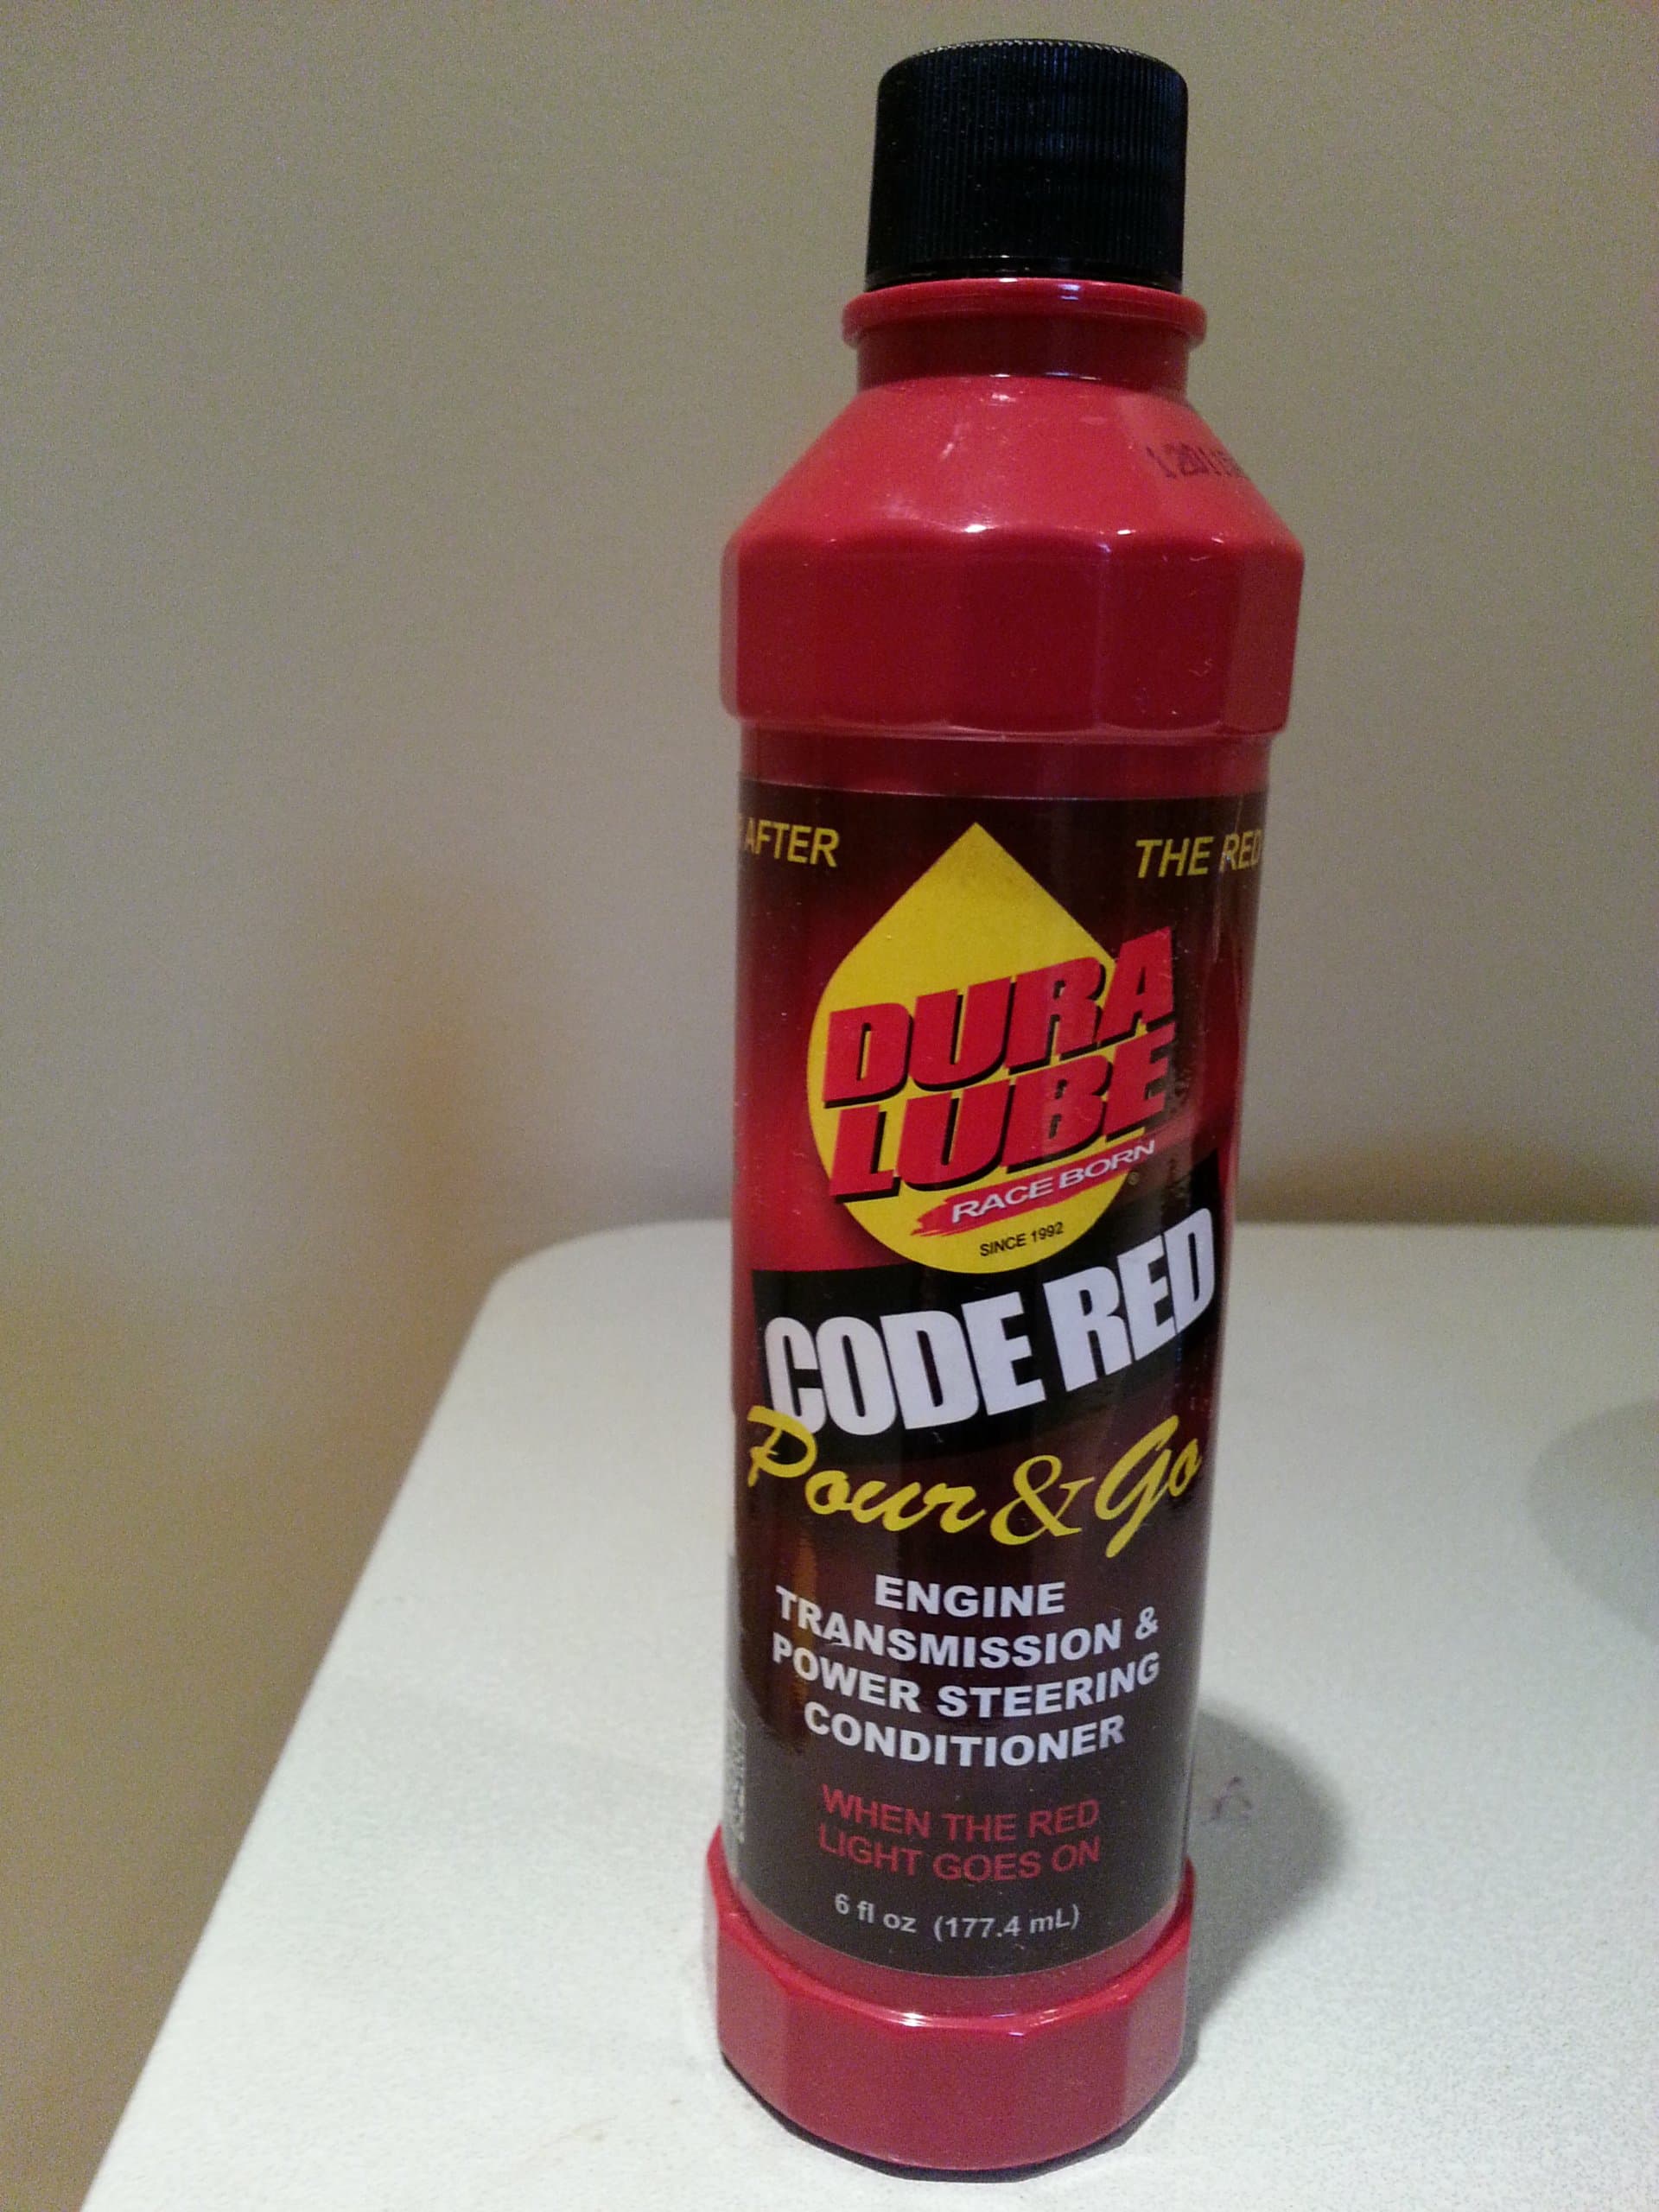 AFTER
THE RED
DURA
LUBE
RACE BORN
®
SINCE 1992
CODE RED
Pour & Go
ENGINE
TRANSMISSION &
POWER STEERING
CONDITIONER
WHEN THE RED
LIGHT GOES ON
6 fl oz (177.4 mL)